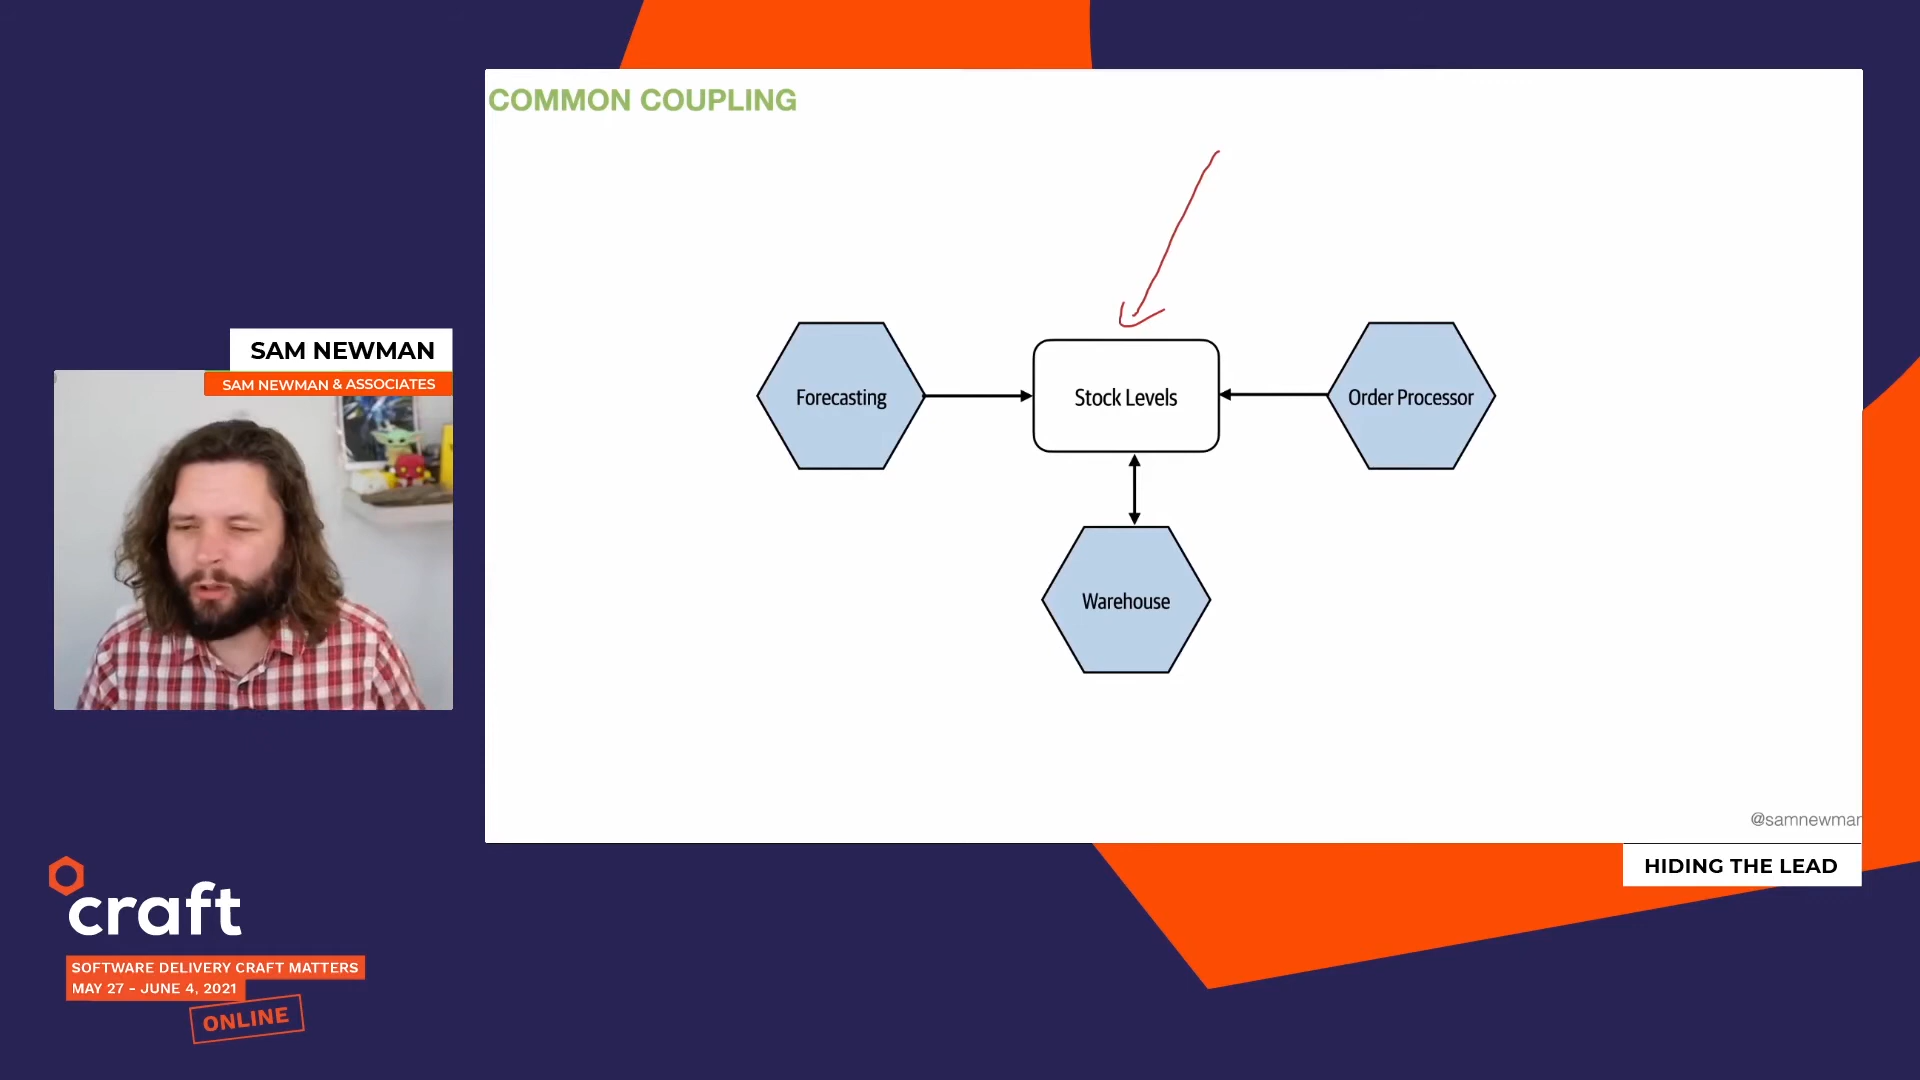 COMMON COUPLING
Forecasting
Stock Levels
Order Processor
Warehouse
@samnewman
HIDING THE LEAD
SAM NEWMAN
SAM NEWMAN & ASSOCIATES
craft
SOFTWARE DELIVERY CRAFT MATTERS
MAY 27 - JUNE 4, 2021
ONLINE